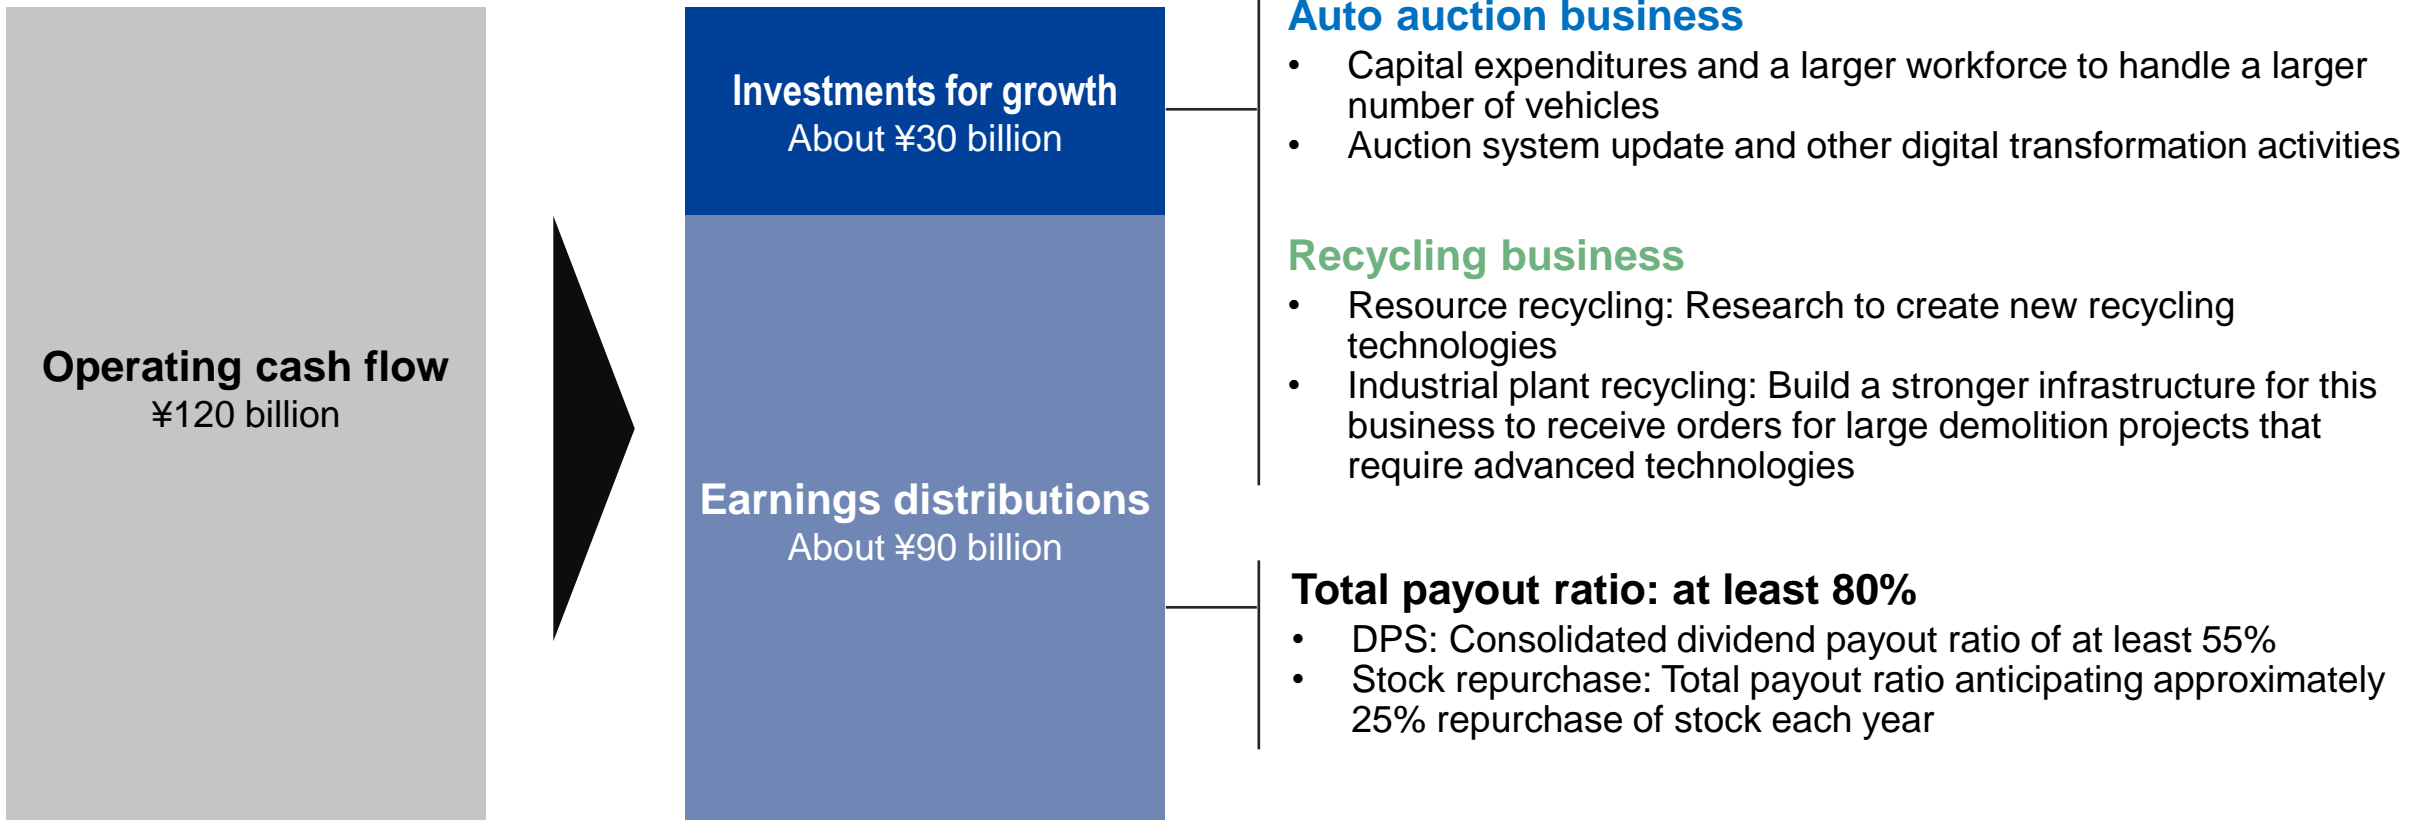 Operating cash flow
¥120 billion
Investments for growth
About ¥30 billion
Earnings distributions
About ¥90 billion
Auto auction business
• Capital expenditures and a larger workforce to handle a larger
number of vehicles
• Auction system update and other digital transformation activities
Recycling business
• Resource recycling: Research to create new recycling
technologies
• Industrial plant recycling: Build a stronger infrastructure for this
business to receive orders for large demolition projects that
require advanced technologies
Total payout ratio: at least 80%
• DPS: Consolidated dividend payout ratio of at least 55%
• Stock repurchase: Total payout ratio anticipating approximately
25% repurchase of stock each year